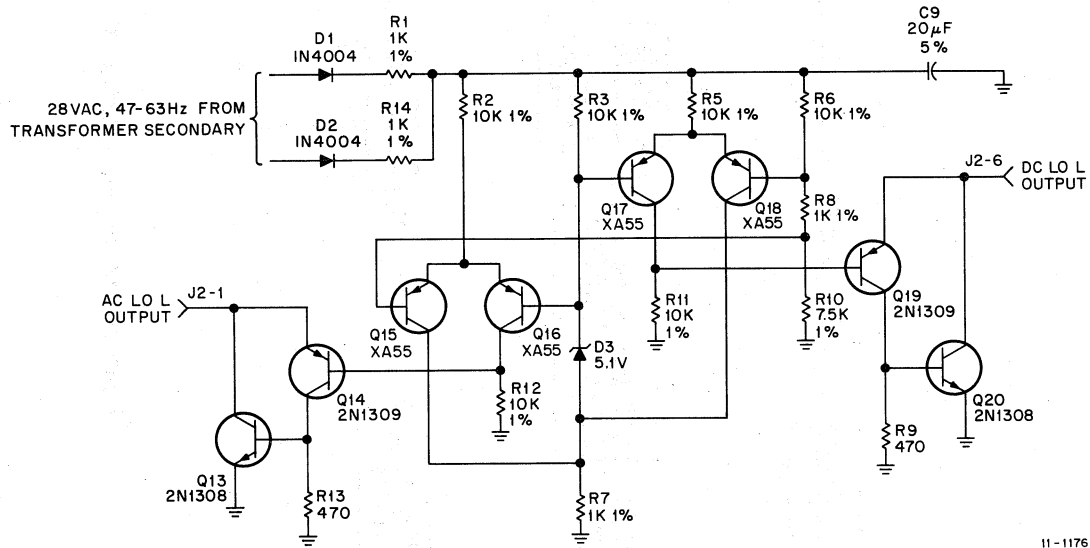 C9
20µF
5%
R1
1K
1%
D1
IN4004
28VAC, 47-63Hz FROM
TRANSFORMER SECONDARY
R14
1K
1%
D2
IN4004
R2
10K 1%
R3
10K 1%
R5
10K 1%
R6
10K 1%
J2-6
DC LO L
OUTPUT
Q17
XA55
Q18
XA55
R8
1K 1%
AC LO L
OUTPUT
J2-1
Q15
XA55
Q16
XA55
R11
10K
1%
R10
7.5K
1%
Q19
2N1309
D3
5.1V
Q14
2N1309
R12
10K
1%
Q20
2N1308
R9
470
Q13
2N1308
R13
470
R7
1K 1%
11-1176